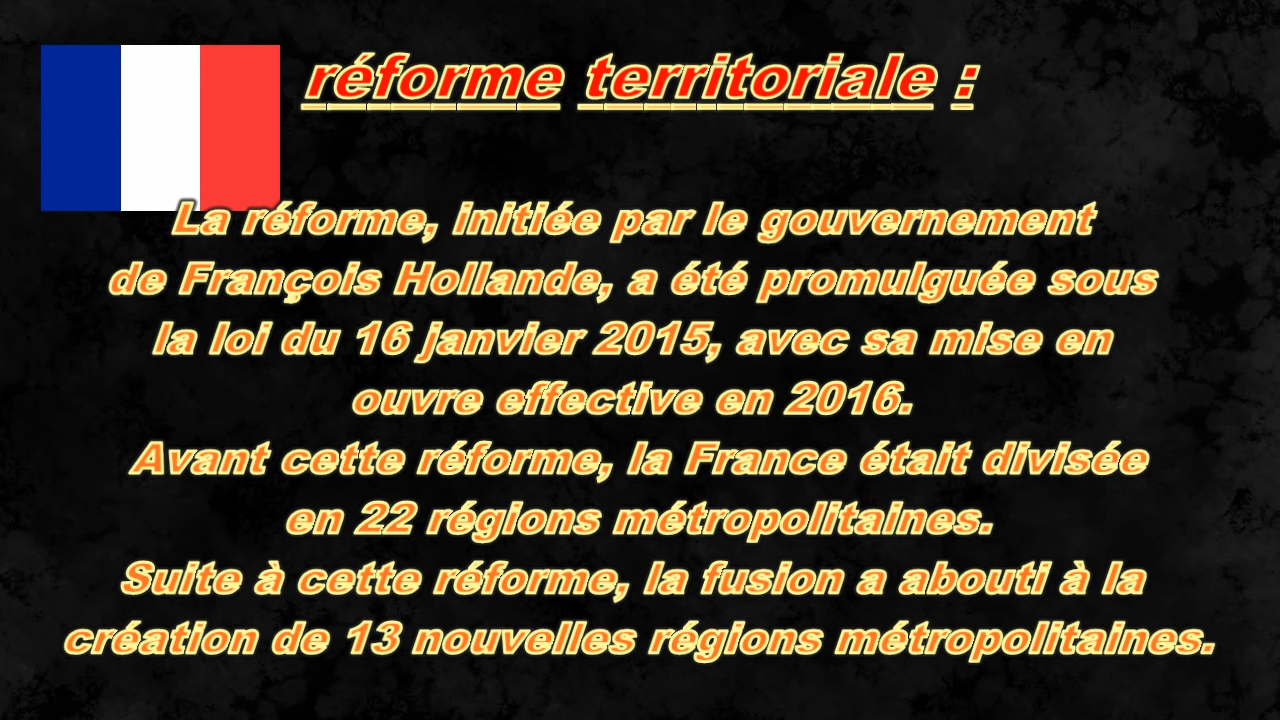 réforme territoriale :
La réforme, initiée par le gouvernement
de François Hollande, a été promulguée sous
la loi du 16 janvier 2015, avec sa mise en
ouvre effective en 2016.
Avant cette réforme, la France était divisée
en 22 régions métropolitaines.
Suite à cette réforme, la fusion a abouti à la
création de 13 nouvelles régions métropolitaines.